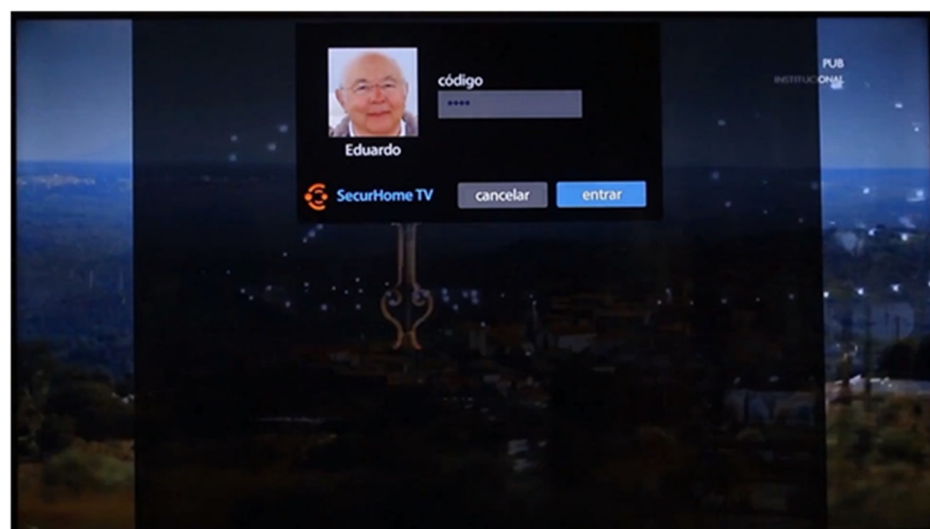 código
••••
Eduardo
SecurHome TV
cancelar
entrar
PUB
INSTITUCIONAL